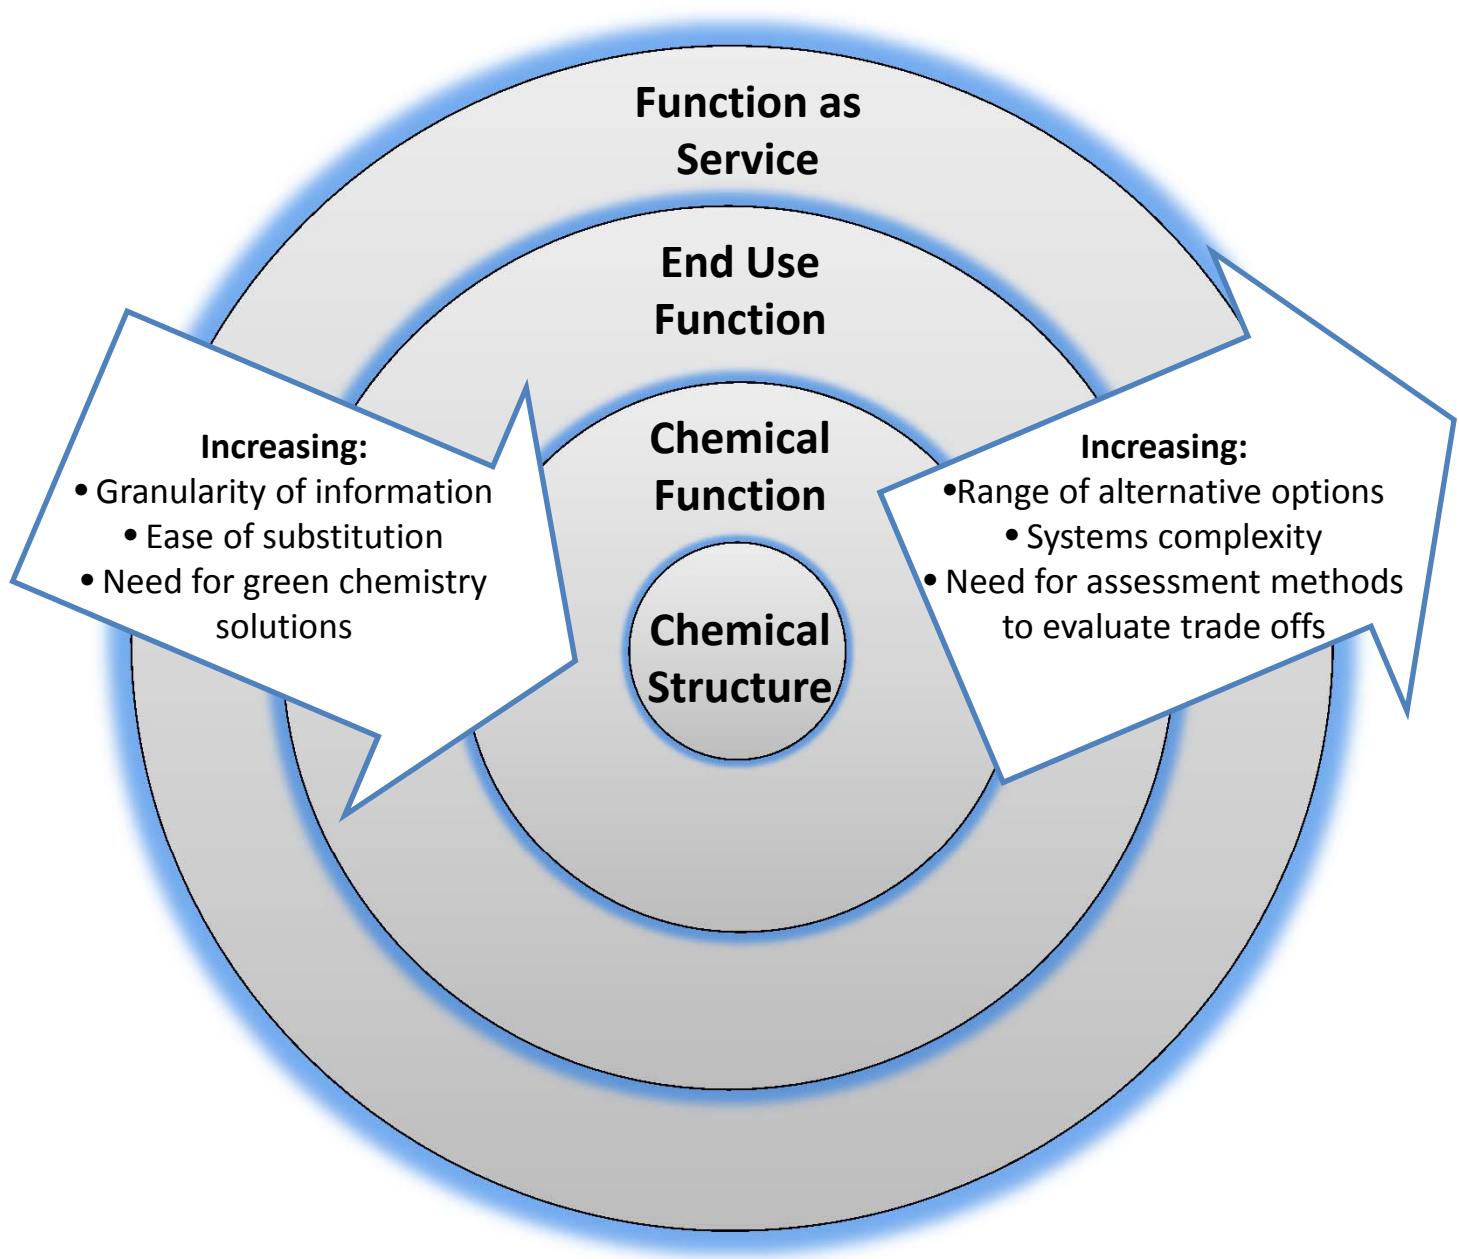 Function as
Service
End Use
Function
Chemical
Function
Chemical
Structure
Increasing:
• Granularity of information
• Ease of substitution
• Need for green chemistry
solutions
Increasing:
•Range of alternative options
• Systems complexity
• Need for assessment methods
to evaluate trade offs